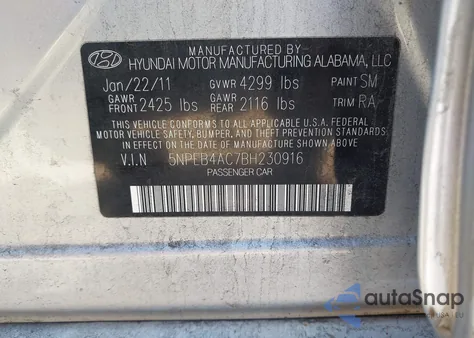 MANUFACTURED BY
HYUNDAI MOTOR MANUFACTURING ALABAMA, LLC
Jan/22/11 GVWR 4299 lbs PAINT SM
GAWR FRONT 2425 lbs GAWR REAR 2116 lbs TRIM RA
THIS VEHICLE CONFORMS TO ALL APPLICABLE U.S.A FEDERAL
MOTOR VEHICLE SAFETY, BUMPER, AND THEFT PREVENTION STANDARDS
IN EFFECT ON THE DATE OF MANUFACTURE SHOWN ABOVE
V.I.N 5NPEB4AC7BH230916
PASSENGER CAR
autoSnap